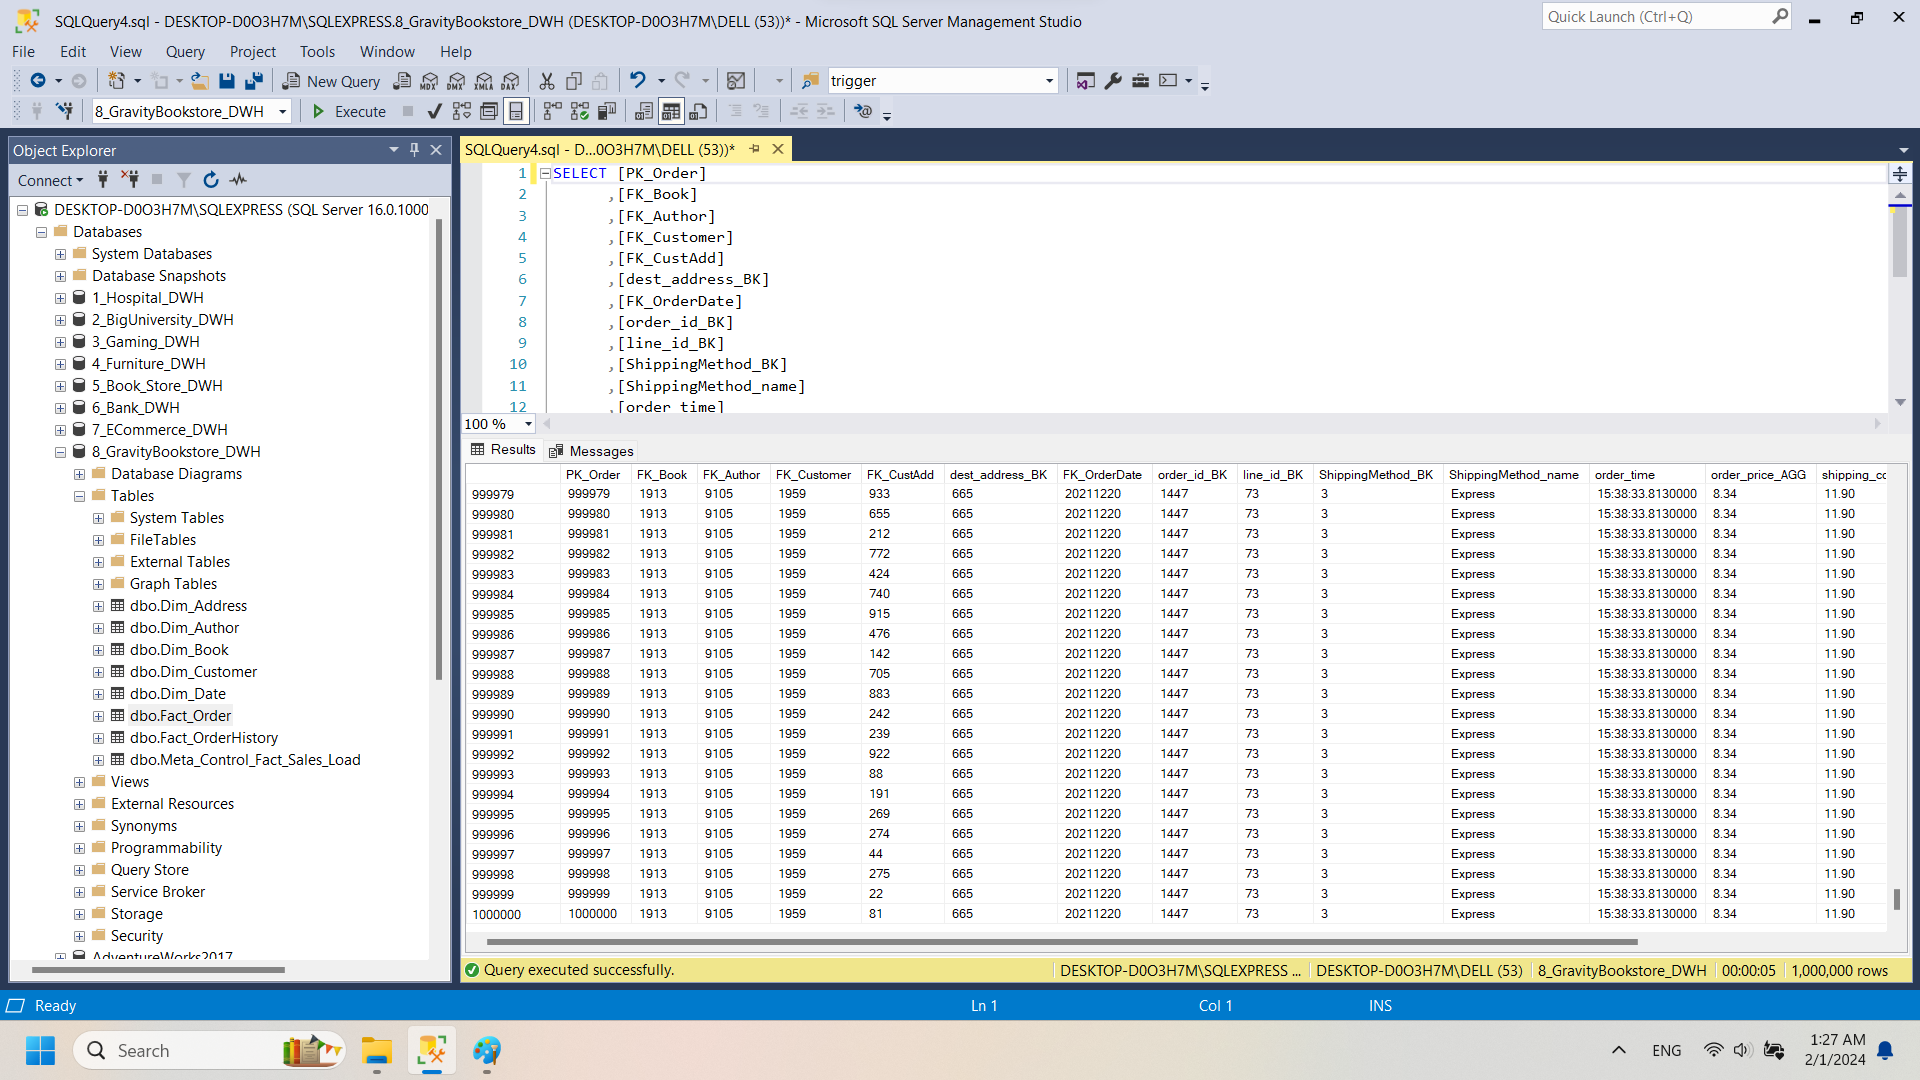 SQLQuery4.sql - DESKTOP-D0O3H7M\SQLEXPRESS.8_GravityBookstore_DWH (DESKTOP-D0O3H7M\DELL (53))* - Microsoft SQL Server Management Studio
Quick Launch (Ctrl+Q)
File Edit View Query Project Tools Window Help
New Query MDX DMX XMLA DAX trigger
8_GravityBookstore_DWH Execute
Object Explorer
Connect
DESKTOP-D0O3H7M\SQLEXPRESS (SQL Server 16.0.1000
Databases
System Databases
Database Snapshots
1_Hospital_DWH
2_BigUniversity_DWH
3_Gaming_DWH
4_Furniture_DWH
5_Book_Store_DWH
6_Bank_DWH
7_ECommerce_DWH
8_GravityBookstore_DWH
Database Diagrams
Tables
System Tables
FileTables
External Tables
Graph Tables
dbo.Dim_Address
dbo.Dim_Author
dbo.Dim_Book
dbo.Dim_Customer
dbo.Dim_Date
dbo.Fact_Order
dbo.Fact_OrderHistory
dbo.Meta_Control_Fact_Sales_Load
Views
External Resources
Synonyms
Programmability
Query Store
Service Broker
Storage
Security
AdventureWorks2017
SQLQuery4.sql - D...0O3H7M\DELL (53))*
1 SELECT [PK_Order]
2 ,[FK_Book]
3 ,[FK_Author]
4 ,[FK_Customer]
5 ,[FK_CustAdd]
6 ,[dest_address_BK]
7 ,[FK_OrderDate]
8 ,[order_id_BK]
9 ,[line_id_BK]
10 ,[ShippingMethod_BK]
11 ,[ShippingMethod_name]
12 ,[order_time]
100 %
Results Messages
PK_Order FK_Book FK_Author FK_Customer FK_CustAdd dest_address_BK FK_OrderDate order_id_BK line_id_BK ShippingMethod_BK ShippingMethod_name order_time order_price_AGG shipping_cc
999979 999979 1913 9105 1959 933 665 20211220 1447 73 3 Express 15:38:33.8130000 8.34 11.90
999980 999980 1913 9105 1959 655 665 20211220 1447 73 3 Express 15:38:33.8130000 8.34 11.90
999981 999981 1913 9105 1959 212 665 20211220 1447 73 3 Express 15:38:33.8130000 8.34 11.90
999982 999982 1913 9105 1959 772 665 20211220 1447 73 3 Express 15:38:33.8130000 8.34 11.90
999983 999983 1913 9105 1959 424 665 20211220 1447 73 3 Express 15:38:33.8130000 8.34 11.90
999984 999984 1913 9105 1959 740 665 20211220 1447 73 3 Express 15:38:33.8130000 8.34 11.90
999985 999985 1913 9105 1959 915 665 20211220 1447 73 3 Express 15:38:33.8130000 8.34 11.90
999986 999986 1913 9105 1959 476 665 20211220 1447 73 3 Express 15:38:33.8130000 8.34 11.90
999987 999987 1913 9105 1959 142 665 20211220 1447 73 3 Express 15:38:33.8130000 8.34 11.90
999988 999988 1913 9105 1959 705 665 20211220 1447 73 3 Express 15:38:33.8130000 8.34 11.90
999989 999989 1913 9105 1959 883 665 20211220 1447 73 3 Express 15:38:33.8130000 8.34 11.90
999990 999990 1913 9105 1959 242 665 20211220 1447 73 3 Express 15:38:33.8130000 8.34 11.90
999991 999991 1913 9105 1959 239 665 20211220 1447 73 3 Express 15:38:33.8130000 8.34 11.90
999992 999992 1913 9105 1959 922 665 20211220 1447 73 3 Express 15:38:33.8130000 8.34 11.90
999993 999993 1913 9105 1959 88 665 20211220 1447 73 3 Express 15:38:33.8130000 8.34 11.90
999994 999994 1913 9105 1959 191 665 20211220 1447 73 3 Express 15:38:33.8130000 8.34 11.90
999995 999995 1913 9105 1959 269 665 20211220 1447 73 3 Express 15:38:33.8130000 8.34 11.90
999996 999996 1913 9105 1959 274 665 20211220 1447 73 3 Express 15:38:33.8130000 8.34 11.90
999997 999997 1913 9105 1959 44 665 20211220 1447 73 3 Express 15:38:33.8130000 8.34 11.90
999998 999998 1913 9105 1959 275 665 20211220 1447 73 3 Express 15:38:33.8130000 8.34 11.90
999999 999999 1913 9105 1959 22 665 20211220 1447 73 3 Express 15:38:33.8130000 8.34 11.90
1000000 1000000 1913 9105 1959 81 665 20211220 1447 73 3 Express 15:38:33.8130000 8.34 11.90
Query executed successfully. DESKTOP-D0O3H7M\SQLEXPRESS ... DESKTOP-D0O3H7M\DELL (53) 8_GravityBookstore_DWH 00:00:05 1,000,000 rows
Ready Ln 1 Col 1 INS
Search ENG 1:27 AM
2/1/2024